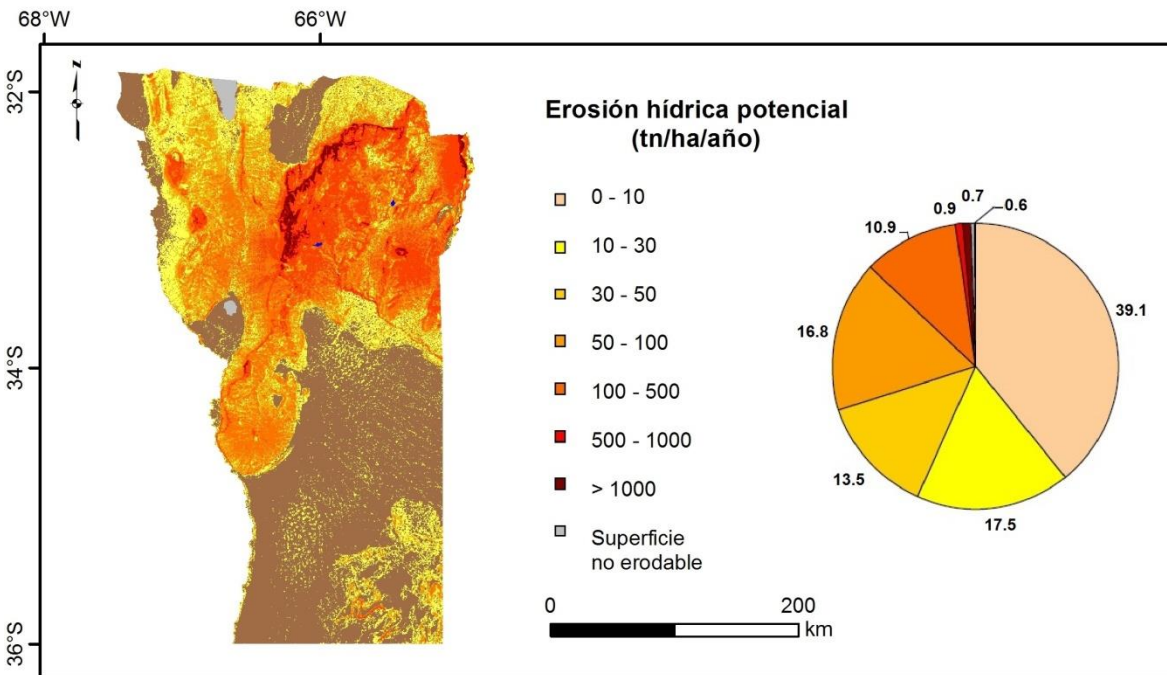 68°W
66°W
32°S
34°S
36°S
z
Erosión hídrica potencial
(tn/ha/año)
0 - 10
10 - 30
30 - 50
50 - 100
100 - 500
500 - 1000
> 1000
Superficie
no erodable
0
200
km
0.7
0.6
0.9
10.9
39.1
16.8
13.5
17.5